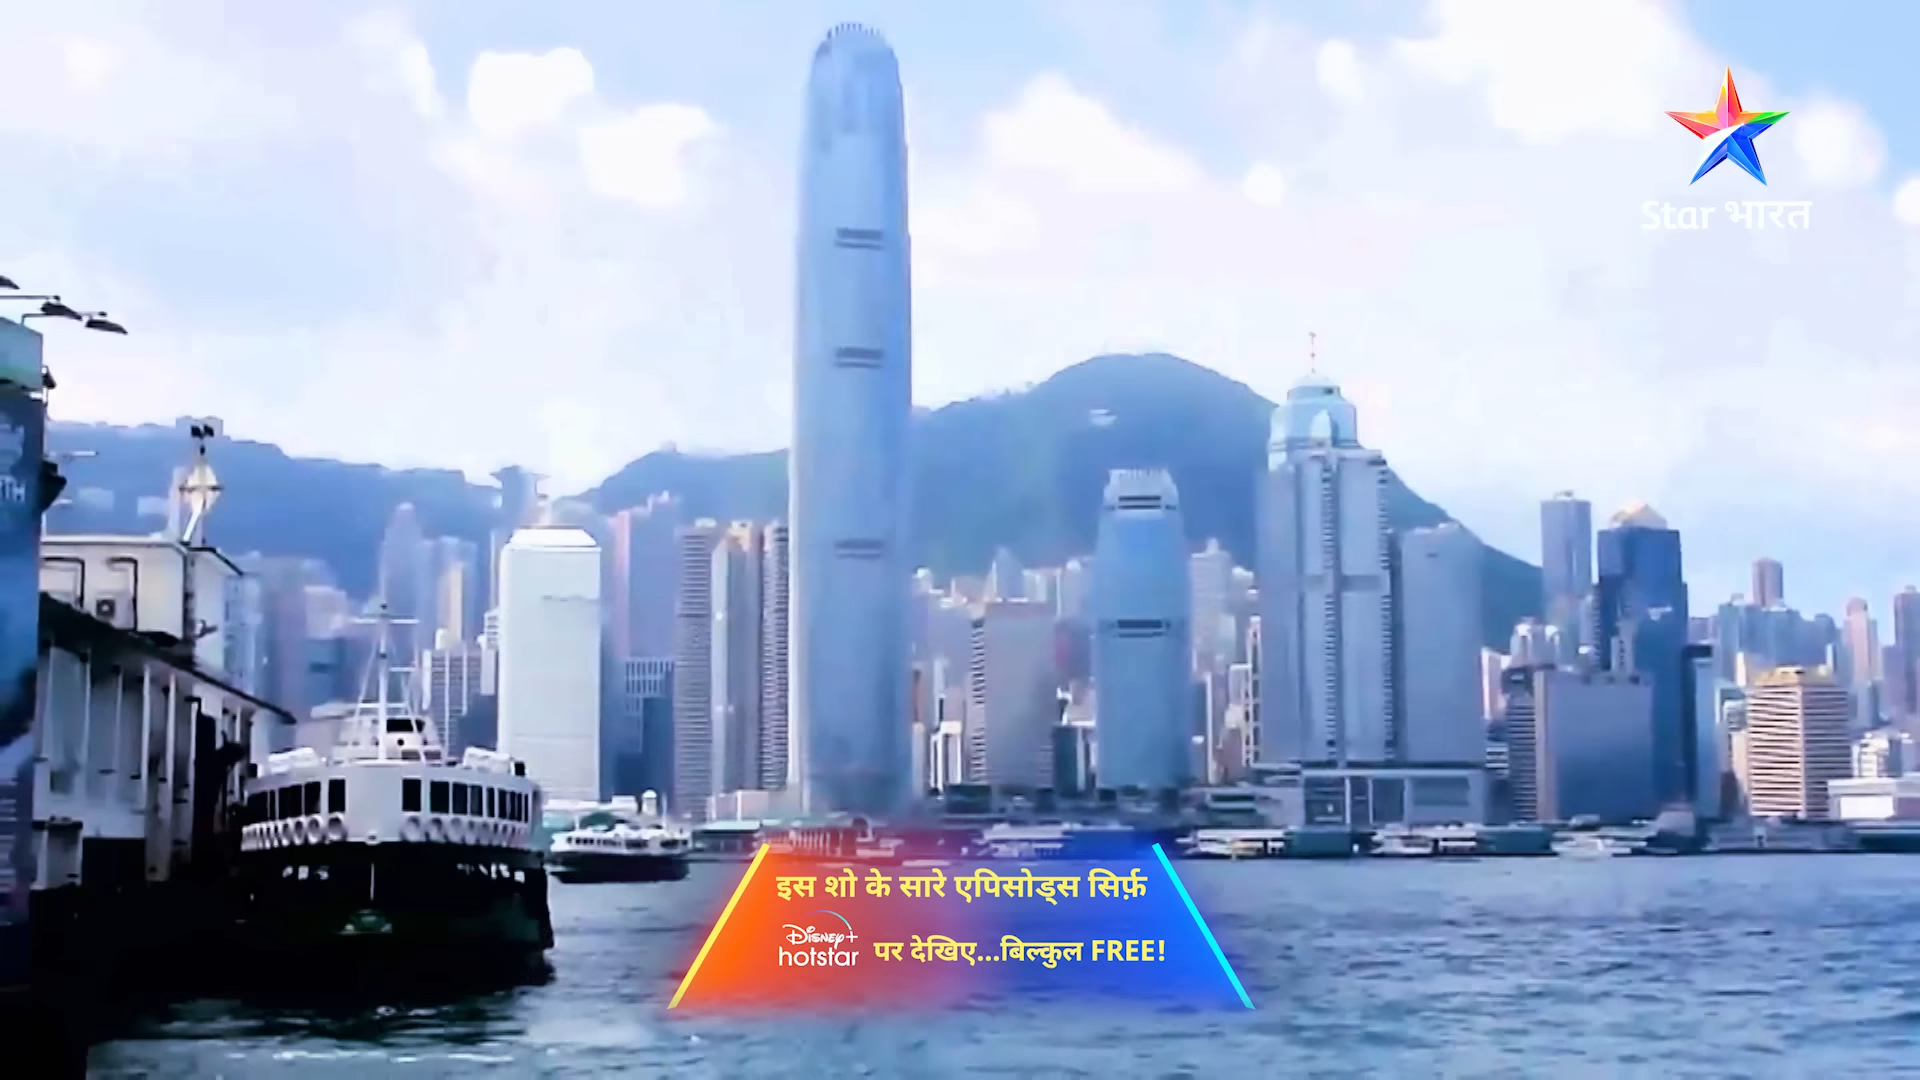 Star भारत
इस शो के सारे एपिसोड्स सिर्फ़
Disney+ hotstar पर देखिए...बिल्कुल FREE!